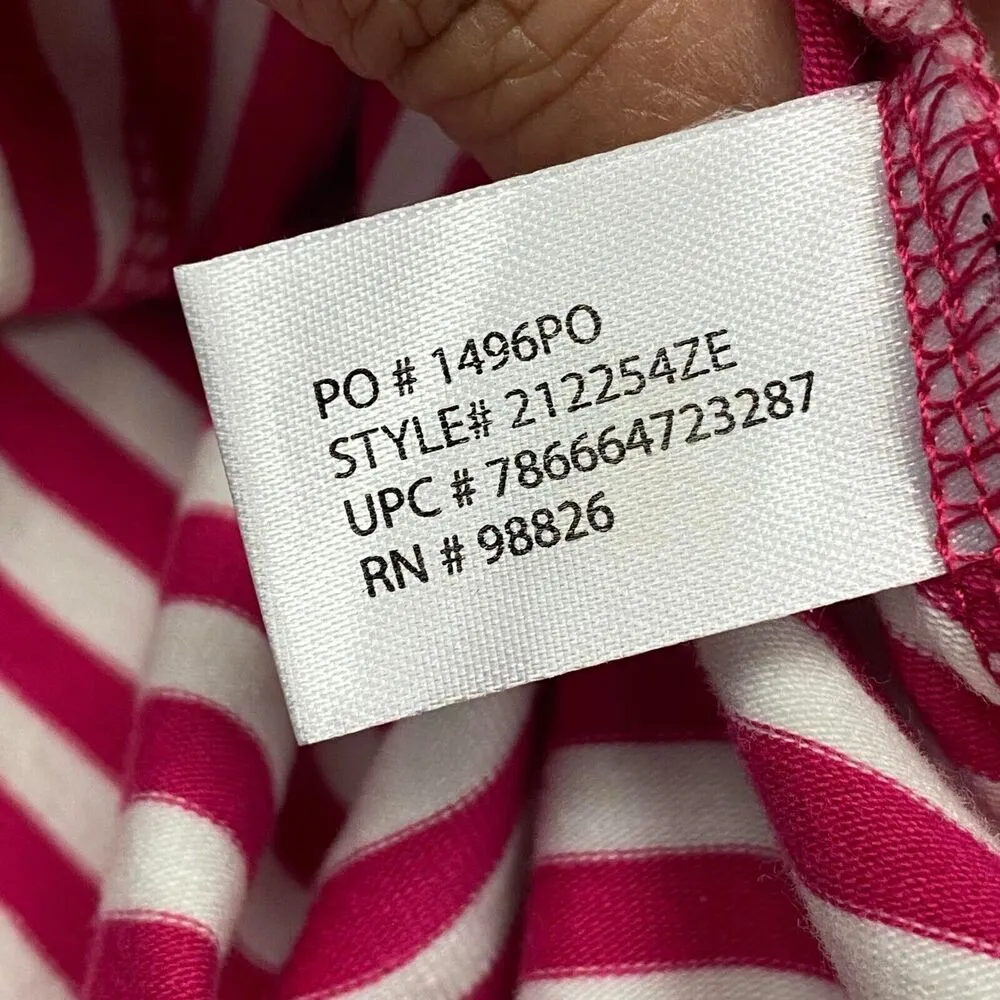 PO # 1496PO
STYLE# 212254ZE
UPC # 786664723287
RN # 98826